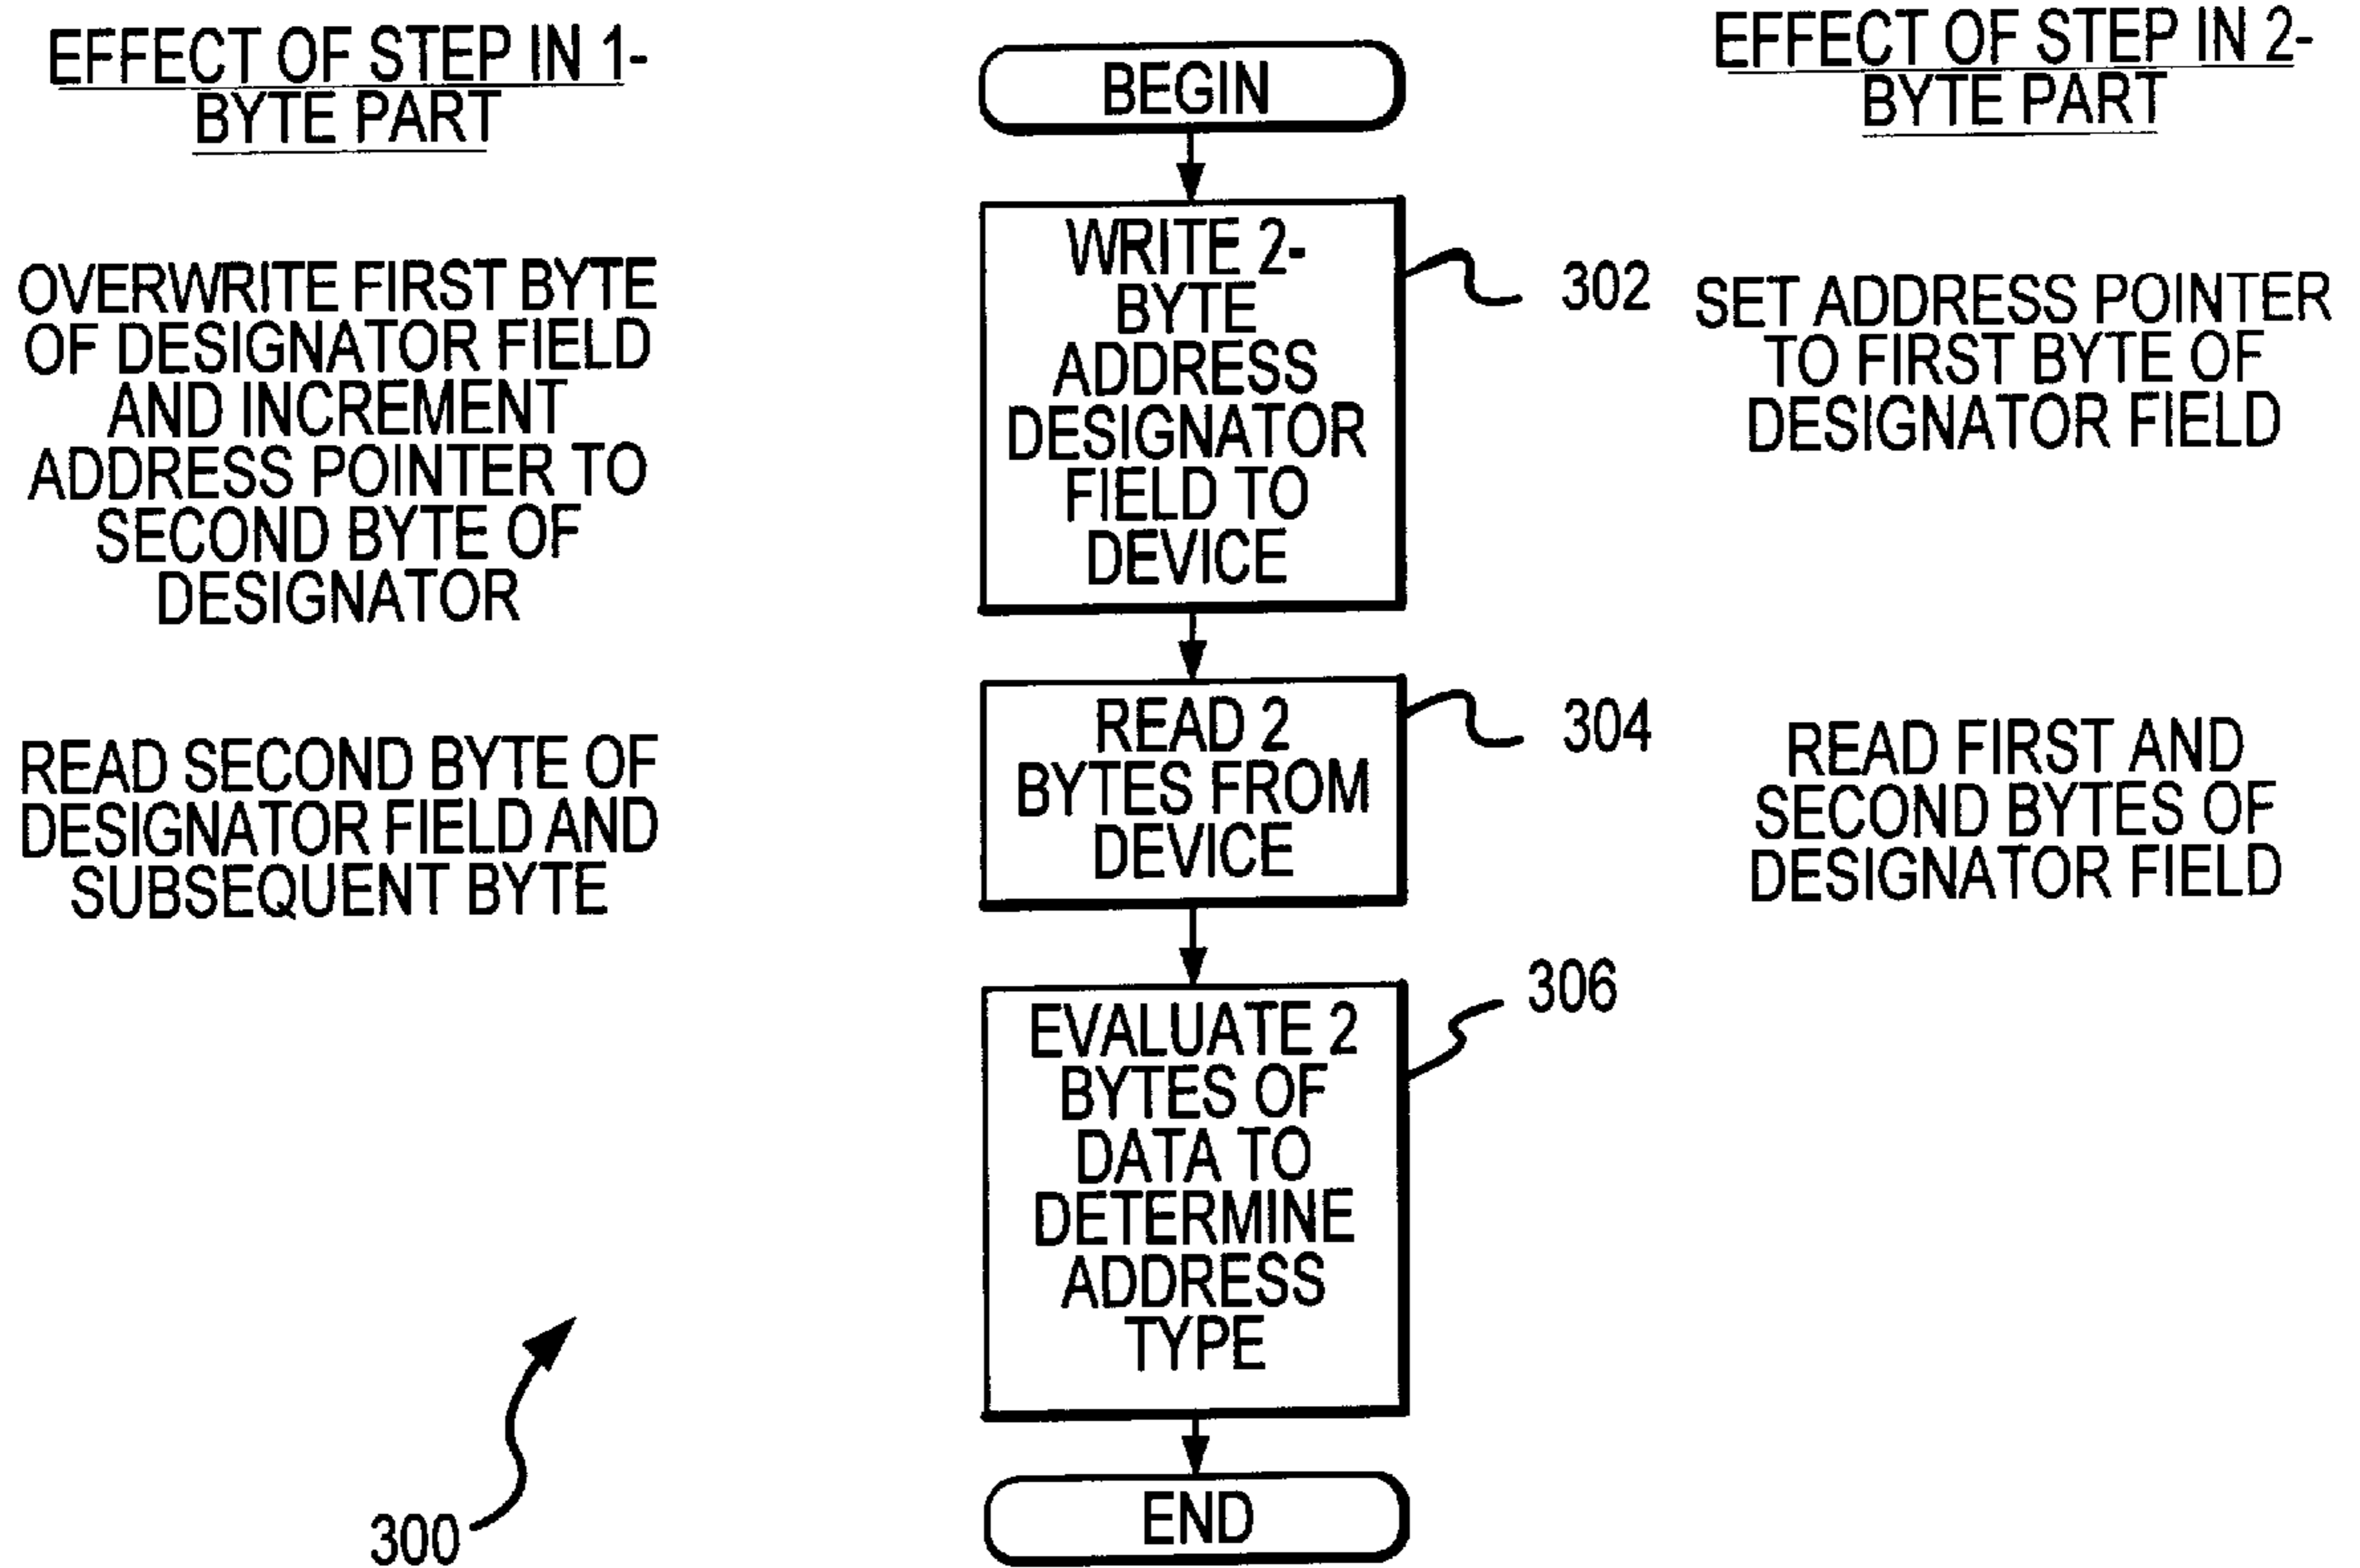 EFFECT OF STEP IN 1-
BYTE PART
BEGIN
EFFECT OF STEP IN 2-
BYTE PART
OVERWRITE FIRST BYTE
OF DESIGNATOR FIELD
AND INCREMENT
ADDRESS POINTER TO
SECOND BYTE OF
DESIGNATOR
WRITE 2-
BYTE
ADDRESS
DESIGNATOR
FIELD TO
DEVICE
302
SET ADDRESS POINTER
TO FIRST BYTE OF
DESIGNATOR FIELD
READ SECOND BYTE OF
DESIGNATOR FIELD AND
SUBSEQUENT BYTE
READ 2
BYTES FROM
DEVICE
304
READ FIRST AND
SECOND BYTES OF
DESIGNATOR FIELD
EVALUATE 2
BYTES OF
DATA TO
DETERMINE
ADDRESS
TYPE
306
300
END